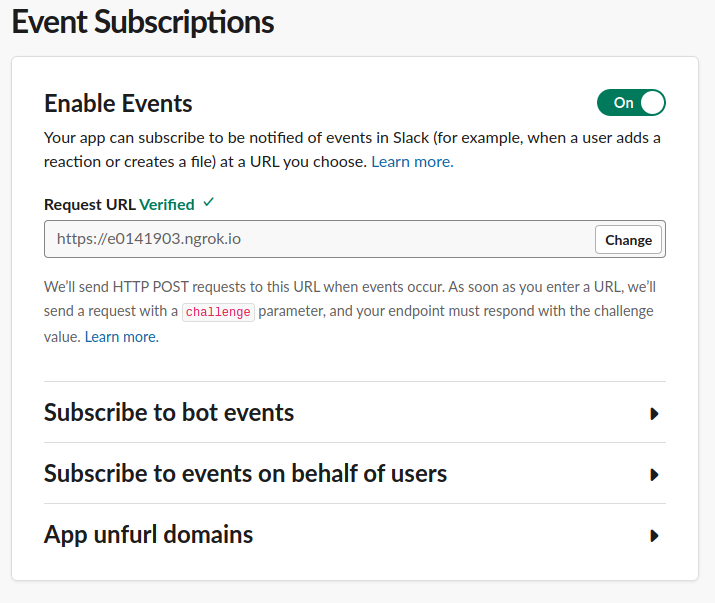 Event Subscriptions
Enable Events
On
Your app can subscribe to be notified of events in Slack (for example, when a user adds a
reaction or creates a file) at a URL you choose. Learn more.
Request URL Verified ✓
https://e0141903.ngrok.io
Change
We’ll send HTTP POST requests to this URL when events occur. As soon as you enter a URL, we’ll
send a request with a challenge parameter, and your endpoint must respond with the challenge
value. Learn more.
Subscribe to bot events
Subscribe to events on behalf of users
App unfurl domains